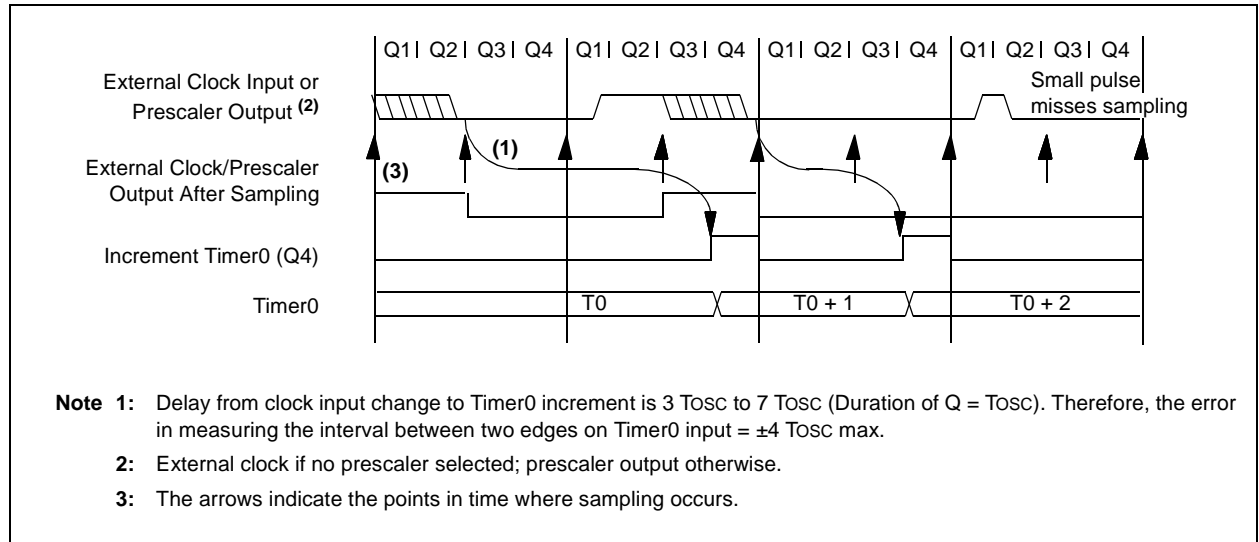 Q1 | Q2 | Q3 | Q4 Q1 | Q2 | Q3 | Q4 Q1 | Q2 | Q3 | Q4 Q1 | Q2 | Q3 | Q4
External Clock Input or
Prescaler Output (2)
Small pulse
misses sampling
(1)
External Clock/Prescaler
Output After Sampling
(3)
Increment Timer0 (Q4)
Timer0
T0 T0 + 1 T0 + 2
Note 1: Delay from clock input change to Timer0 increment is 3 TOSC to 7 TOSC (Duration of Q = TOSC). Therefore, the error
in measuring the interval between two edges on Timer0 input = ±4 TOSC max.
2: External clock if no prescaler selected; prescaler output otherwise.
3: The arrows indicate the points in time where sampling occurs.